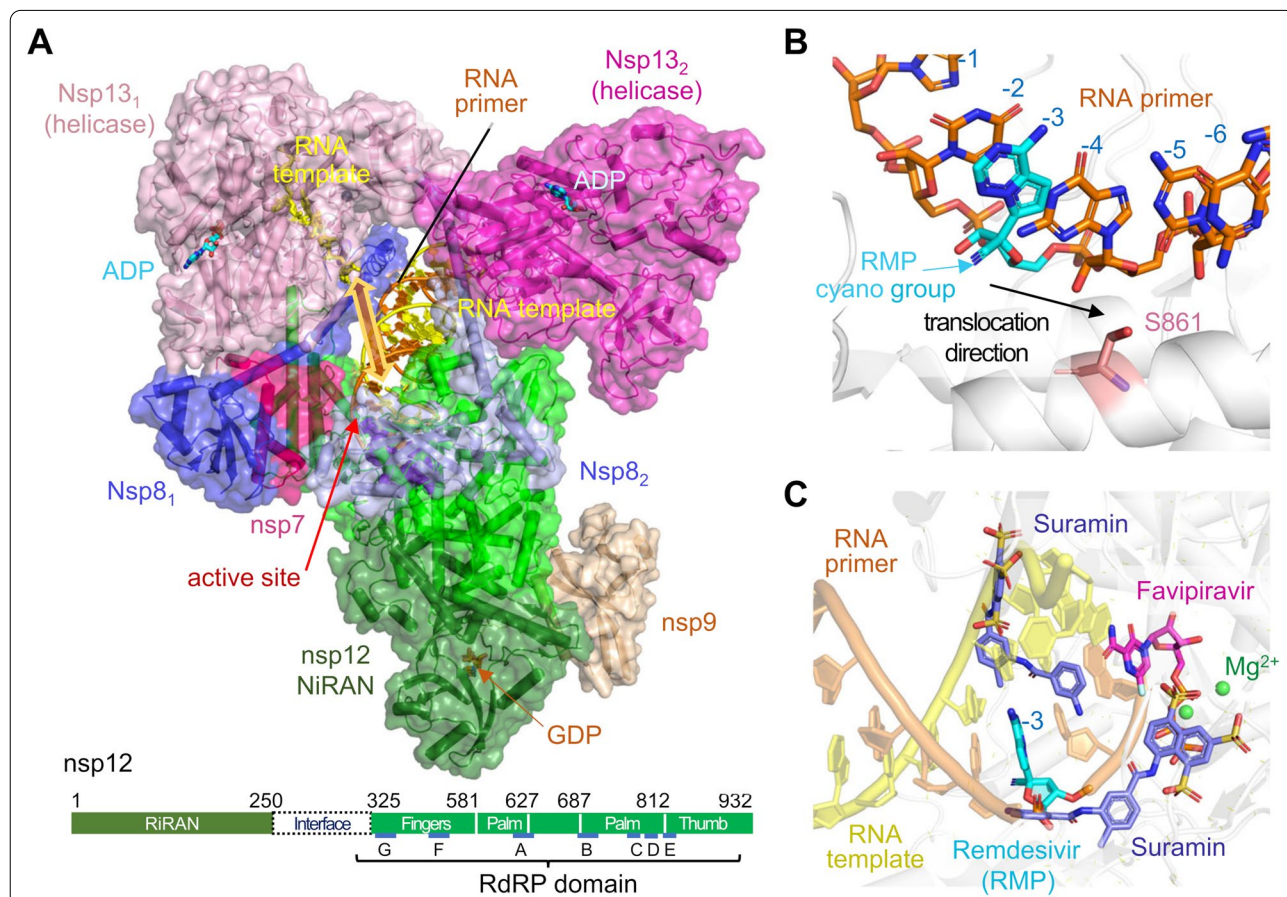 A
Nsp13₁
(helicase)
RNA
primer
Nsp13₂
(helicase)
RNA
template
ADP
ADP
RNA template
Nsp8₁
nsp7
Nsp8₂
active site
nsp9
nsp12
NiRAN
GDP
nsp12
1 250 325 581 627 687 812 932
RiRAN Interface Fingers Palm Palm Thumb
G F A B C D E
RdRP domain
B
-1
-2
RNA primer
-3
-4
-5
-6
RMP
cyano group
S861
translocation
direction
C
Suramin
RNA
primer
Favipiravir
Mg²⁺
-3
RNA
template
Remdesivir
(RMP)
Suramin